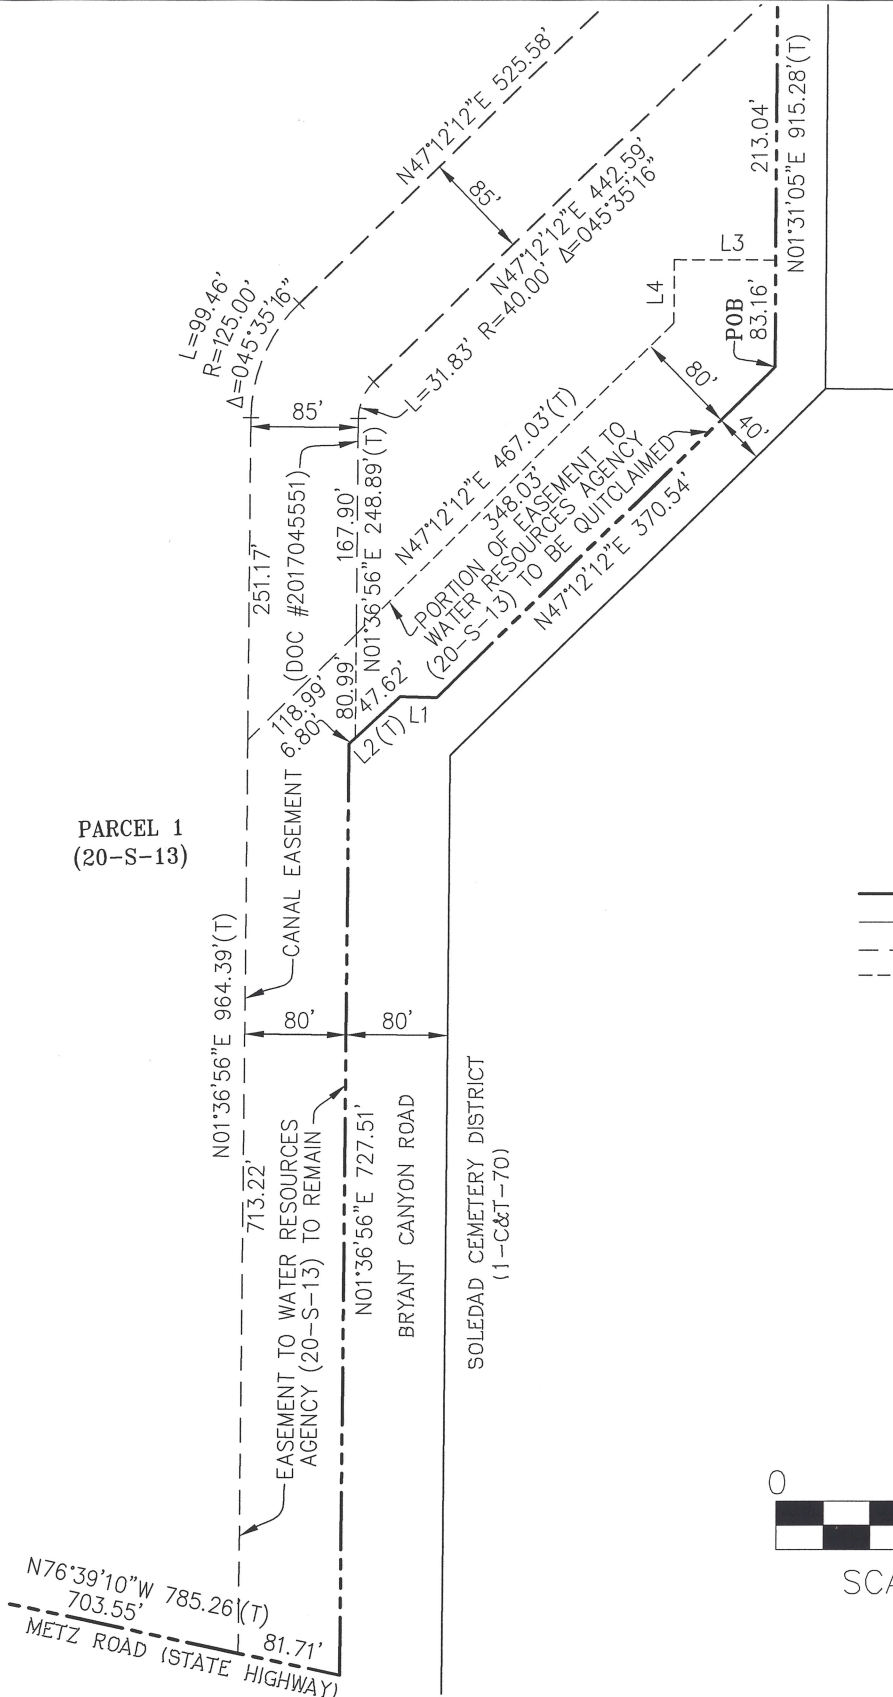 N47°12'12"E 525.58'
85'
N47°12'12"E 442.59'
L=31.83' R=40.00' Δ=045°35'16"
L=99.46'
R=125.00'
Δ=045°35'16"
213.04'
N01°31'05"E 915.28'(T)
L3
L4
POB
83.16'
85'
80'
40'
N47°12'12"E 467.03'(T)
348.03'
PORTION OF EASEMENT TO
WATER RESOURCES AGENCY
(20-S-13) TO BE QUITCLAIMED
N47°12'12"E 370.54'
251.17'
(DOC #2017045551)
167.90'
N01°36'56"E 248.89'(T)
118.99'
6.80'
80.99'
47.62'
L1
L2(T)
CANAL EASEMENT
PARCEL 1
(20-S-13)
N01°36'56"E 964.39'(T)
80'
80'
713.22'
EASEMENT TO WATER RESOURCES
AGENCY (20-S-13) TO REMAIN
N01°36'56"E 727.51'
BRYANT CANYON ROAD
SOLEDAD CEMETERY DISTRICT
(1-C&T-70)
0
SCA
N76°39'10"W 785.26'(T)
703.55'
81.71'
METZ ROAD (STATE HIGHWAY)